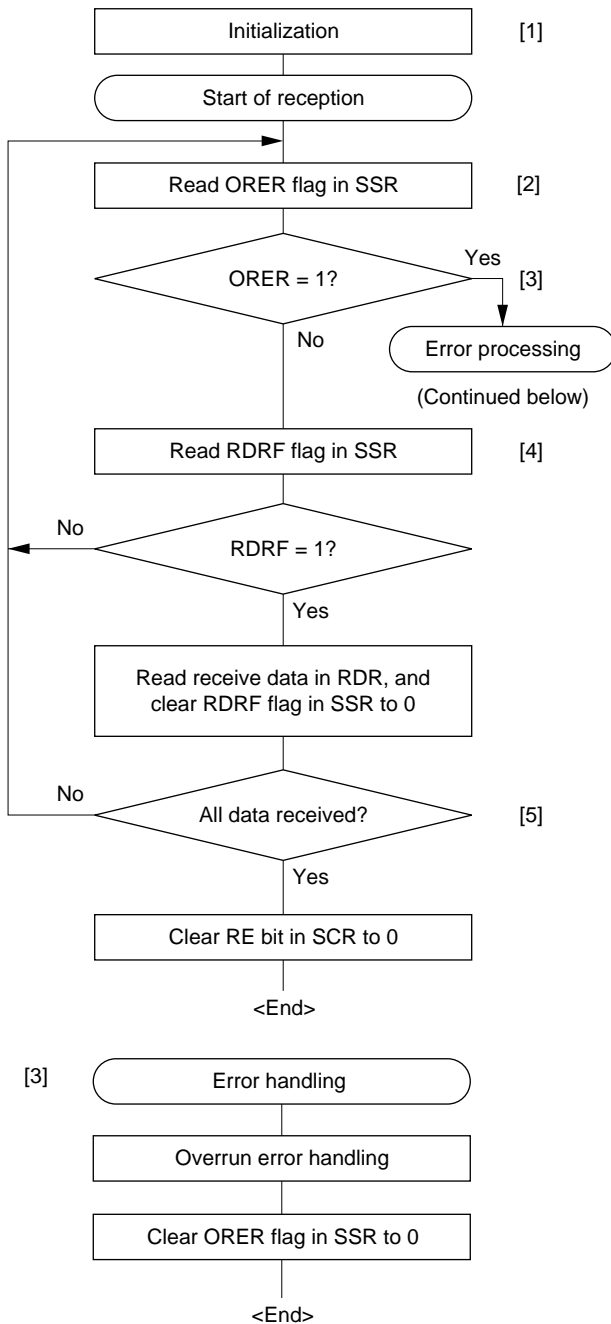 Initialization
[1]
Start of reception
Read ORER flag in SSR
[2]
Yes
ORER = 1?
[3]
No
Error processing
(Continued below)
Read RDRF flag in SSR
[4]
No
RDRF = 1?
Yes
Read receive data in RDR, and
clear RDRF flag in SSR to 0
No
All data received?
[5]
Yes
Clear RE bit in SCR to 0
<End>
[3]
Error handling
Overrun error handling
Clear ORER flag in SSR to 0
<End>